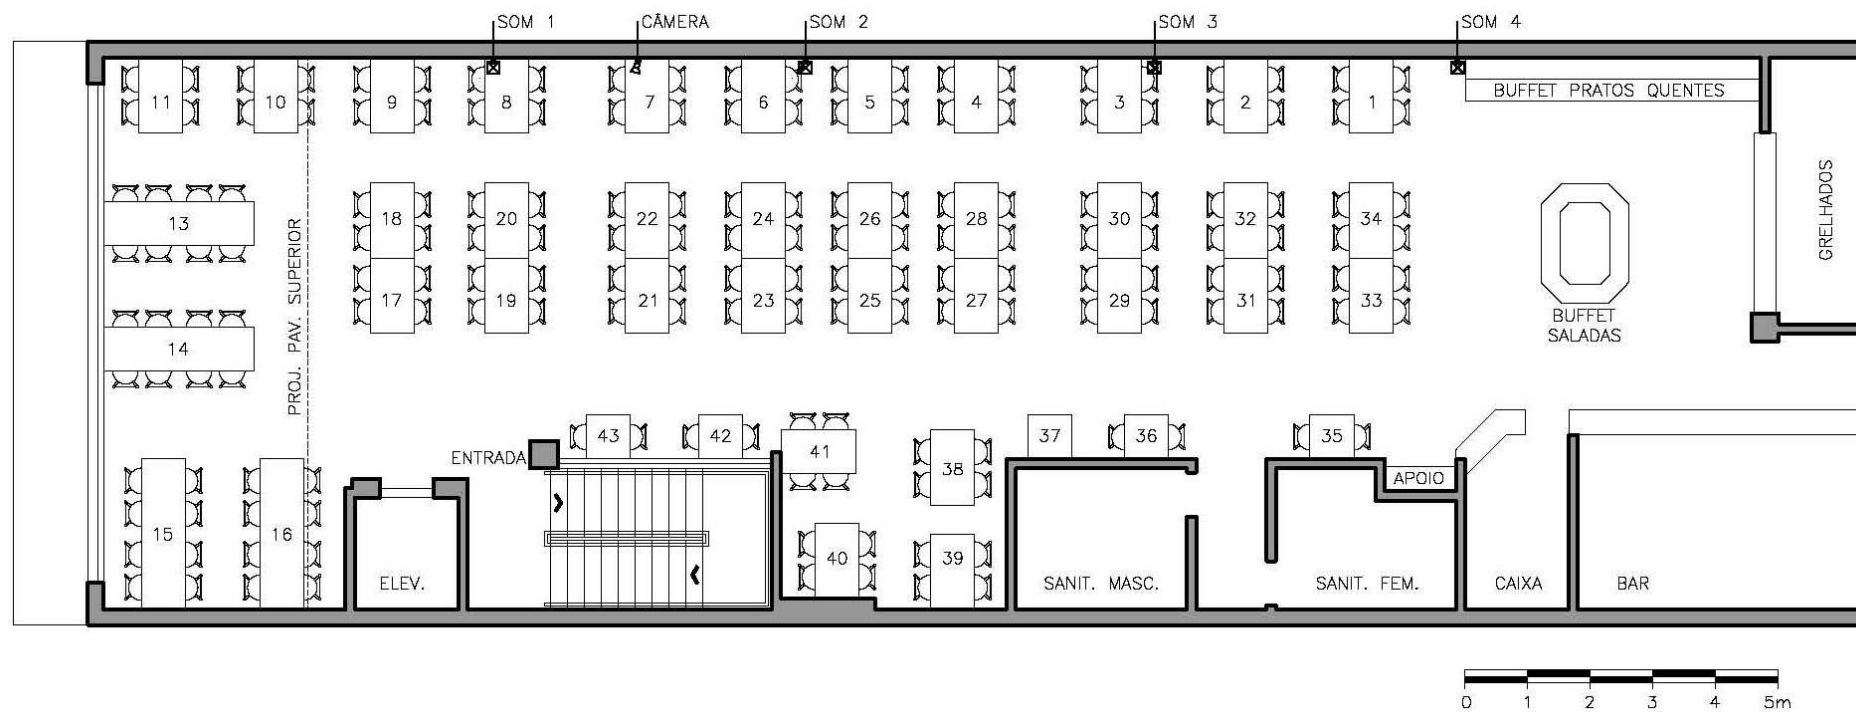 SOM 1
CÂMERA
SOM 2
SOM 3
SOM 4
11
10
9
8
7
6
5
4
3
2
1
BUFFET PRATOS QUENTES
GRELHADOS
13
18
20
22
24
26
28
30
32
34
PROJ. PAV. SUPERIOR
17
19
21
23
25
27
29
31
33
BUFFET
SALADAS
14
43
42
41
38
37
36
35
ENTRADA
APOIO
15
16
40
39
ELEV.
SANIT. MASC.
SANIT. FEM.
CAIXA
BAR
0 1 2 3 4 5m